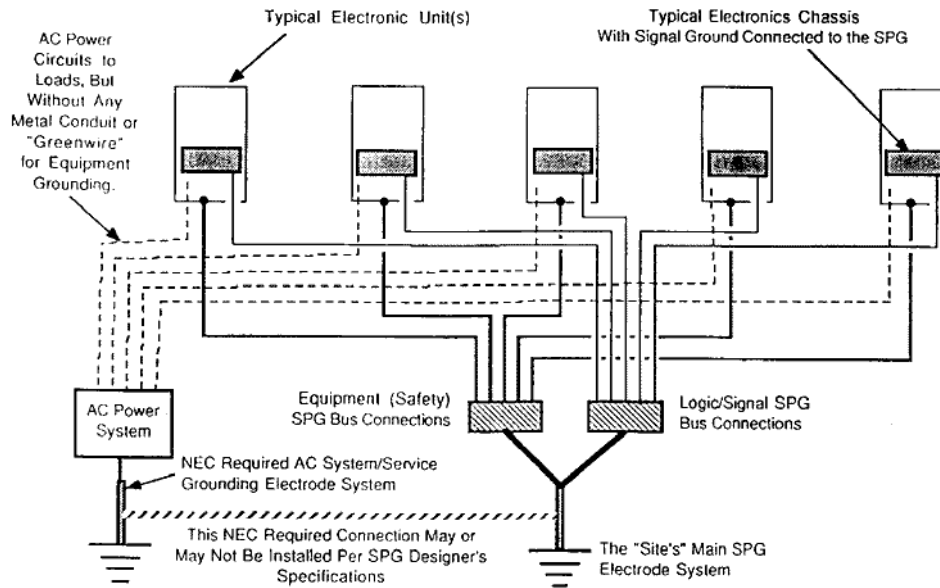 Typical Electronic Unit(s)
Typical Electronics Chassis
With Signal Ground Connected to the SPG
AC Power
Circuits to
Loads, But
Without Any
Metal Conduit or
"Greenwire"
for Equipment
Grounding.
Equipment (Safety)
SPG Bus Connections
Logic/Signal SPG
Bus Connections
AC Power
System
NEC Required AC System/Service
Grounding Electrode System
This NEC Required Connection May or
May Not Be Installed Per SPG Designer's
Specifications
The "Site's" Main SPG
Electrode System